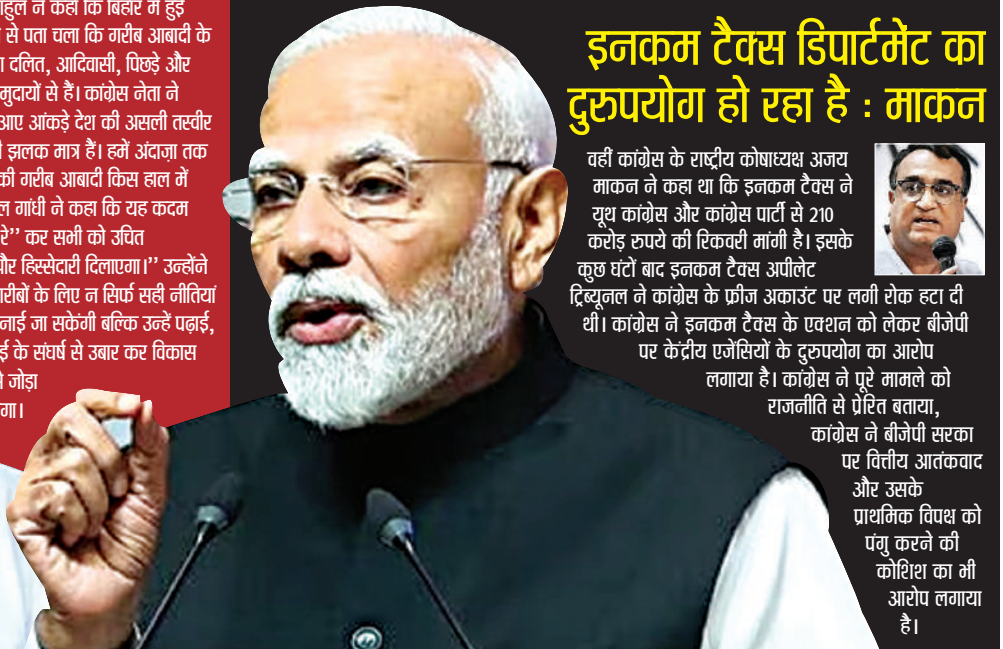 राहुल ने कहा कि बिहार में हुई
से पता चला कि गरीब आबादी के
दलित, आदिवासी, पिछड़े और
मुदायों से हैं। कांग्रेस नेता ने
आए आंकड़े देश की असली तस्वीर
झलक मात्र हैं। हमें अंदाज़ा तक
की गरीब आबादी किस हाल में
ल गांधी ने कहा कि यह कदम
रे" कर सभी को उचित
और हिस्सेदारी दिलाएगा।" उन्होंने
गरीबों के लिए न सिर्फ सही नीतियां
नाई जा सकेंगी बल्कि उन्हें पढ़ाई,
ई के संघर्ष से उबार कर विकास
से जोड़ा
गा।
इनकम टैक्स डिपार्टमेंट का
दुरुपयोग हो रहा है : माकन
वहीं कांग्रेस के राष्ट्रीय कोषाध्यक्ष अजय
माकन ने कहा था कि इनकम टैक्स ने
यूथ कांग्रेस और कांग्रेस पार्टी से 210
करोड़ रुपये की रिकवरी मांगी है। इसके
कुछ घंटों बाद इनकम टैक्स अपीलेट
ट्रिब्यूनल ने कांग्रेस के फ्रीज अकाउंट पर लगी रोक हटा दी
थी। कांग्रेस ने इनकम टैक्स के एक्शन को लेकर बीजेपी
पर केंद्रीय एजेंसियों के दुरुपयोग का आरोप
लगाया है। कांग्रेस ने पूरे मामले को
राजनीति से प्रेरित बताया,
कांग्रेस ने बीजेपी सरका
पर वित्तीय आतंकवाद
और उसके
प्राथमिक विपक्ष को
पंगु करने की
कोशिश का भी
आरोप लगाया
है।